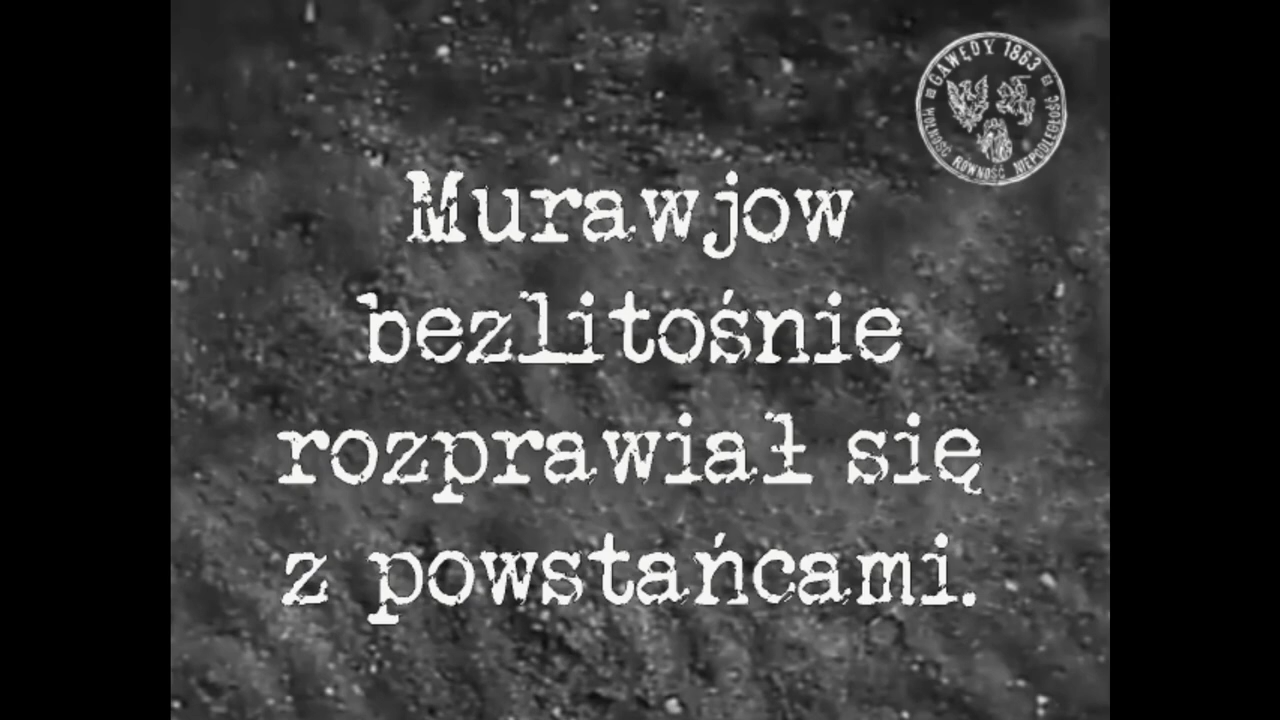 GAWĘDY 1863
WOLNOŚĆ RÓWNOŚĆ NIEPODLEGŁOŚĆ
Murawjow
bezlitośnie
rozprawiał się
z powstańcami.